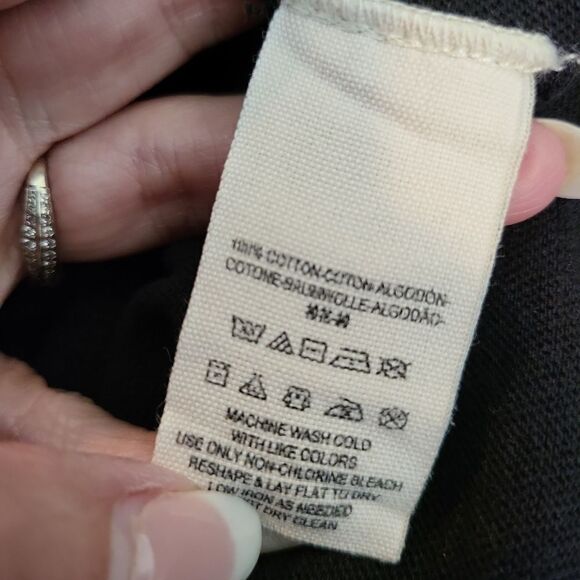 100% COTTON-COTON-ALGODÓN-
COTONE-BAUMWOLLE-ALGODÃO-
MACHINE WASH COLD
WITH LIKE COLORS
USE ONLY NON-CHLORINE BLEACH
RESHAPE & LAY FLAT TO DRY
LOW IRON AS NEEDED
NOT DRY CLEAN